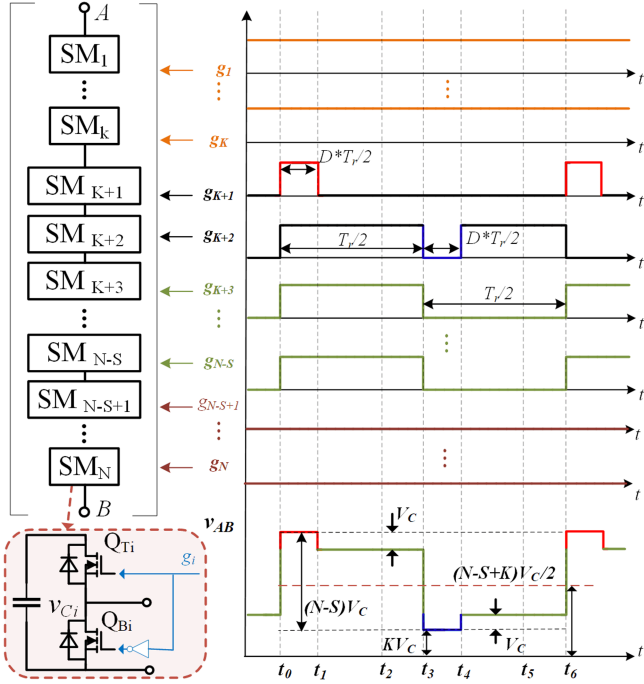 A
SM1
SMk
SM K+1
SM K+2
SM K+3
SM N-S
SM N-S+1
SMN
B
g1
gK
gK+1
gK+2
gK+3
gN-S
gN-S+1
gN
t
t
D*Tr/2
t
Tr/2
D*Tr/2
t
Tr/2
t
t
t
t
vAB
VC
(N-S)VC
(N-S+K)VC/2
KVC
VC
t
t0
t1
t2
t3
t4
t5
t6
QTi
gi
vCi
QBi